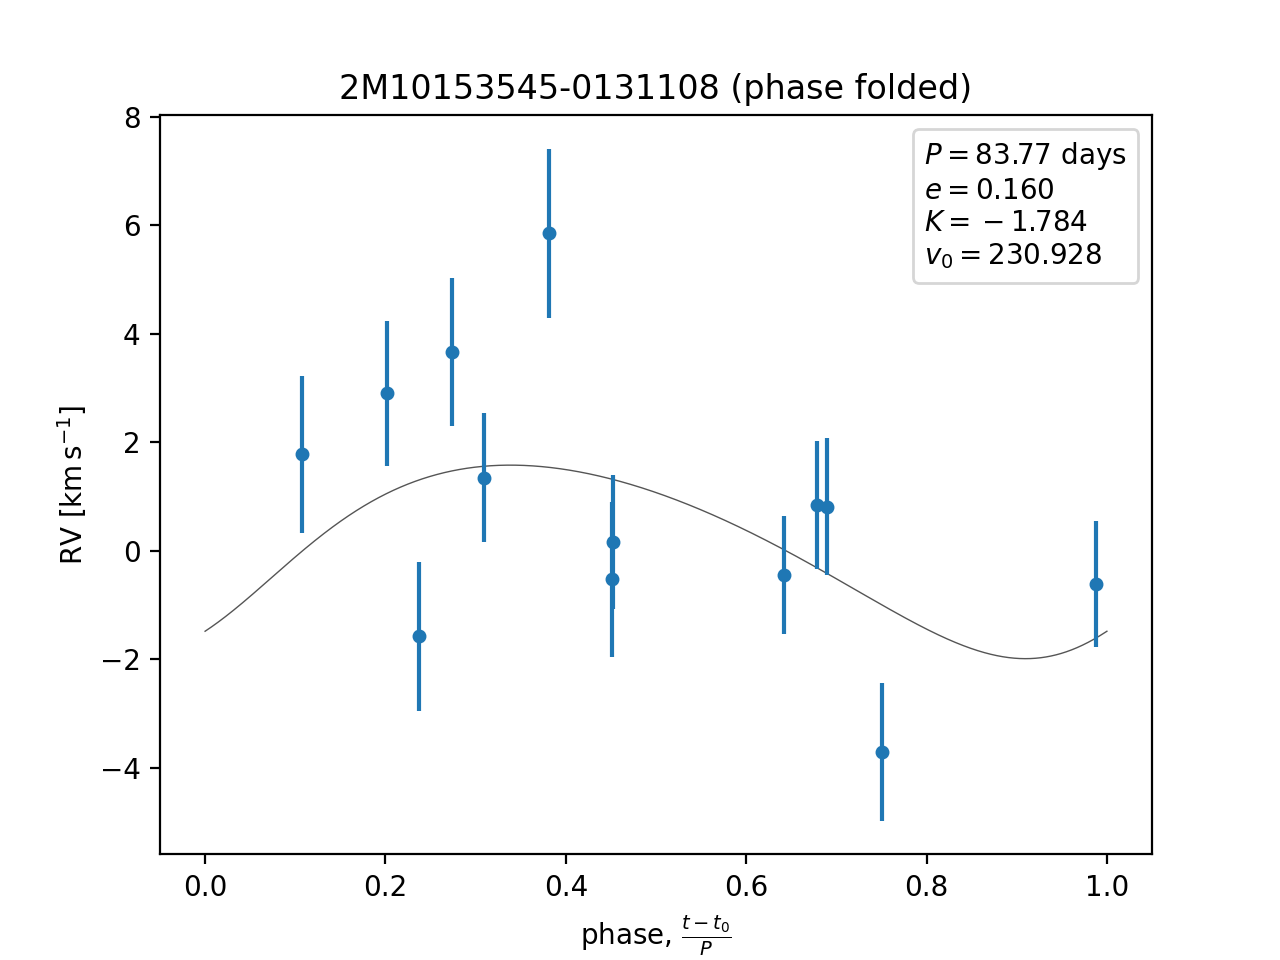 2M10153545-0131108 (phase folded)
P = 83.77 days
e = 0.160
K = −1.784
v₀ = 230.928
RV [km s⁻¹]
8
6
4
2
0
−2
−4
0.0 0.2 0.4 0.6 0.8 1.0
phase, (t − t₀)/P